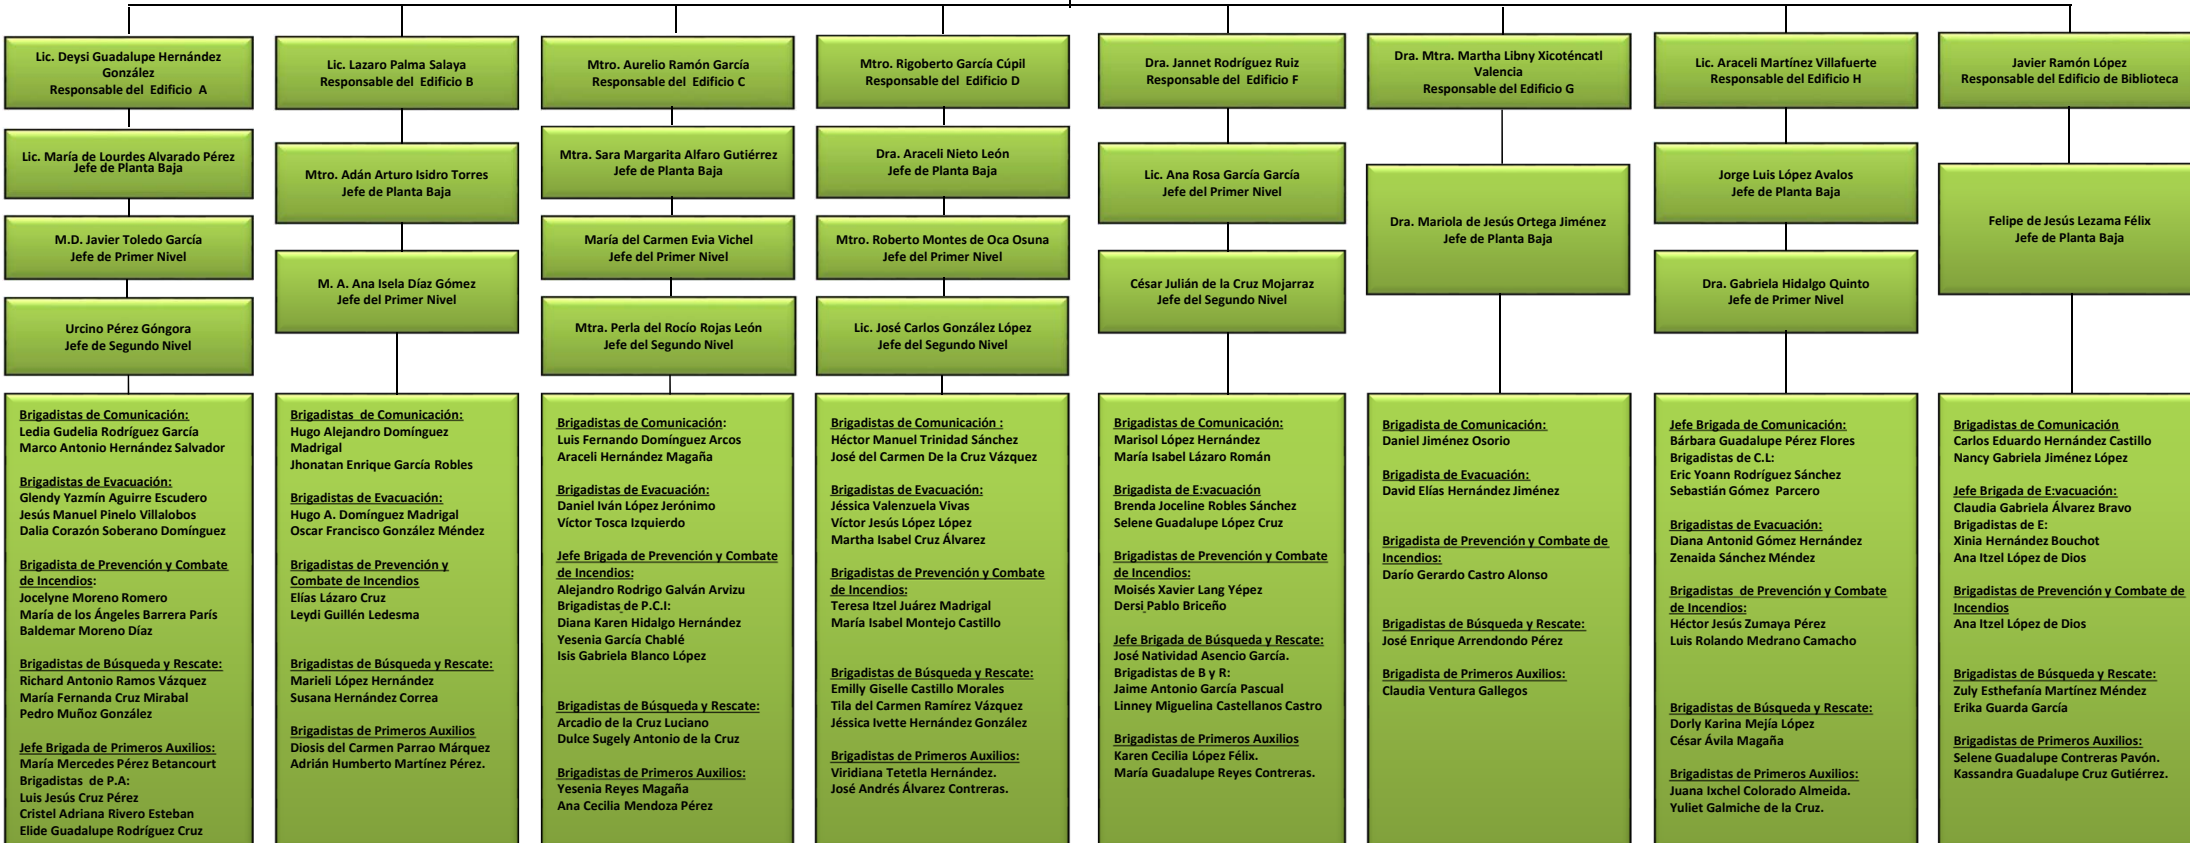 Lic. Deysi Guadalupe Hernández
González
Responsable del Edificio A
Lic. María de Lourdes Alvarado Pérez
Jefe de Planta Baja
M.D. Javier Toledo García
Jefe de Primer Nivel
Urcino Pérez Góngora
Jefe de Segundo Nivel
Brigadistas de Comunicación:
Ledia Gudelia Rodríguez García
Marco Antonio Hernández Salvador
Brigadistas de Evacuación:
Glendy Yazmín Aguirre Escudero
Jesús Manuel Pinelo Villalobos
Dalia Corazón Soberano Domínguez
Brigadista de Prevención y Combate
de Incendios:
Jocelyne Moreno Romero
María de los Ángeles Barrera París
Baldemar Moreno Díaz
Brigadistas de Búsqueda y Rescate:
Richard Antonio Ramos Vázquez
María Fernanda Cruz Mirabal
Pedro Muñoz González
Jefe Brigada de Primeros Auxilios:
María Mercedes Pérez Betancourt
Brigadistas de P.A:
Luis Jesús Cruz Pérez
Cristel Adriana Rivero Esteban
Elide Guadalupe Rodríguez Cruz
Lic. Lazaro Palma Salaya
Responsable del Edificio B
Mtro. Adán Arturo Isidro Torres
Jefe de Planta Baja
M. A. Ana Isela Díaz Gómez
Jefe del Primer Nivel
Brigadistas de Comunicación:
Hugo Alejandro Domínguez
Madrigal
Jhonatan Enrique García Robles
Brigadistas de Evacuación:
Hugo A. Domínguez Madrigal
Oscar Francisco González Méndez
Brigadistas de Prevención y
Combate de Incendios
Elías Lázaro Cruz
Leydi Guillén Ledesma
Brigadistas de Búsqueda y Rescate:
Marieli López Hernández
Susana Hernández Correa
Brigadistas de Primeros Auxilios
Diosis del Carmen Parrao Márquez
Adrián Humberto Martínez Pérez.
Mtro. Aurelio Ramón García
Responsable del Edificio C
Mtra. Sara Margarita Alfaro Gutiérrez
Jefe de Planta Baja
María del Carmen Evia Vichel
Jefe del Primer Nivel
Mtra. Perla del Rocío Rojas León
Jefe del Segundo Nivel
Brigadistas de Comunicación:
Luis Fernando Domínguez Arcos
Araceli Hernández Magaña
Brigadistas de Evacuación:
Daniel Iván López Jerónimo
Víctor Tosca Izquierdo
Jefe Brigada de Prevención y Combate
de Incendios:
Alejandro Rodrigo Galván Arvizu
Brigadistas de P.C.I:
Diana Karen Hidalgo Hernández
Yesenia García Chablé
Isis Gabriela Blanco López
Brigadistas de Búsqueda y Rescate:
Arcadio de la Cruz Luciano
Dulce Sugely Antonio de la Cruz
Brigadistas de Primeros Auxilios:
Yesenia Reyes Magaña
Ana Cecilia Mendoza Pérez
Mtro. Rigoberto García Cúpil
Responsable del Edificio D
Dra. Araceli Nieto León
Jefe de Planta Baja
Mtro. Roberto Montes de Oca Osuna
Jefe del Primer Nivel
Lic. José Carlos González López
Jefe del Segundo Nivel
Brigadistas de Comunicación :
Héctor Manuel Trinidad Sánchez
José del Carmen De la Cruz Vázquez
Brigadistas de Evacuación:
Jéssica Valenzuela Vivas
Víctor Jesús López López
Martha Isabel Cruz Álvarez
Brigadistas de Prevención y Combate
de Incendios:
Teresa Itzel Juárez Madrigal
María Isabel Montejo Castillo
Brigadistas de Búsqueda y Rescate:
Emilly Giselle Castillo Morales
Tila del Carmen Ramírez Vázquez
Jéssica Ivette Hernández González
Brigadistas de Primeros Auxilios:
Viridiana Tetetla Hernández.
José Andrés Álvarez Contreras.
Dra. Jannet Rodríguez Ruiz
Responsable del Edificio F
Lic. Ana Rosa García García
Jefe del Primer Nivel
César Julián de la Cruz Mojarraz
Jefe del Segundo Nivel
Brigadistas de Comunicación:
Marisol López Hernández
María Isabel Lázaro Román
Brigadista de E:vacuación
Brenda Joceline Robles Sánchez
Selene Guadalupe López Cruz
Brigadistas de Prevención y Combate
de Incendios:
Moisés Xavier Lang Yépez
Dersi Pablo Briceño
Jefe Brigada de Búsqueda y Rescate:
José Natividad Asencio García.
Brigadistas de B y R:
Jaime Antonio García Pascual
Linney Miguelina Castellanos Castro
Brigadistas de Primeros Auxilios
Karen Cecilia López Félix.
María Guadalupe Reyes Contreras.
Dra. Mtra. Martha Libny Xicoténcatl
Valencia
Responsable del Edificio G
Dra. Mariola de Jesús Ortega Jiménez
Jefe de Planta Baja
Brigadista de Comunicación:
Daniel Jiménez Osorio
Brigadista de Evacuación:
David Elías Hernández Jiménez
Brigadista de Prevención y Combate de
Incendios:
Darío Gerardo Castro Alonso
Brigadistas de Búsqueda y Rescate:
José Enrique Arrendondo Pérez
Brigadista de Primeros Auxilios:
Claudia Ventura Gallegos
Lic. Araceli Martínez Villafuerte
Responsable del Edificio H
Jorge Luis López Avalos
Jefe de Planta Baja
Dra. Gabriela Hidalgo Quinto
Jefe de Primer Nivel
Jefe Brigada de Comunicación:
Bárbara Guadalupe Pérez Flores
Brigadistas de C.L:
Eric Yoann Rodríguez Sánchez
Sebastián Gómez Parcero
Brigadistas de Evacuación:
Diana Antonid Gómez Hernández
Zenaida Sánchez Méndez
Brigadistas de Prevención y Combate
de Incendios:
Héctor Jesús Zumaya Pérez
Luis Rolando Medrano Camacho
Brigadistas de Búsqueda y Rescate:
Dorly Karina Mejía López
César Ávila Magaña
Brigadistas de Primeros Auxilios:
Juana Ixchel Colorado Almeida.
Yuliet Galmiche de la Cruz.
Javier Ramón López
Responsable del Edificio de Biblioteca
Felipe de Jesús Lezama Félix
Jefe de Planta Baja
Brigadistas de Comunicación
Carlos Eduardo Hernández Castillo
Nancy Gabriela Jiménez López
Jefe Brigada de E:vacuación:
Claudia Gabriela Álvarez Bravo
Brigadistas de E:
Xinia Hernández Bouchot
Ana Itzel López de Dios
Brigadistas de Prevención y Combate de
Incendios
Ana Itzel López de Dios
Brigadistas de Búsqueda y Rescate:
Zuly Esthefanía Martínez Méndez
Erika Guarda García
Brigadistas de Primeros Auxilios:
Selene Guadalupe Contreras Pavón.
Kassandra Guadalupe Cruz Gutiérrez.